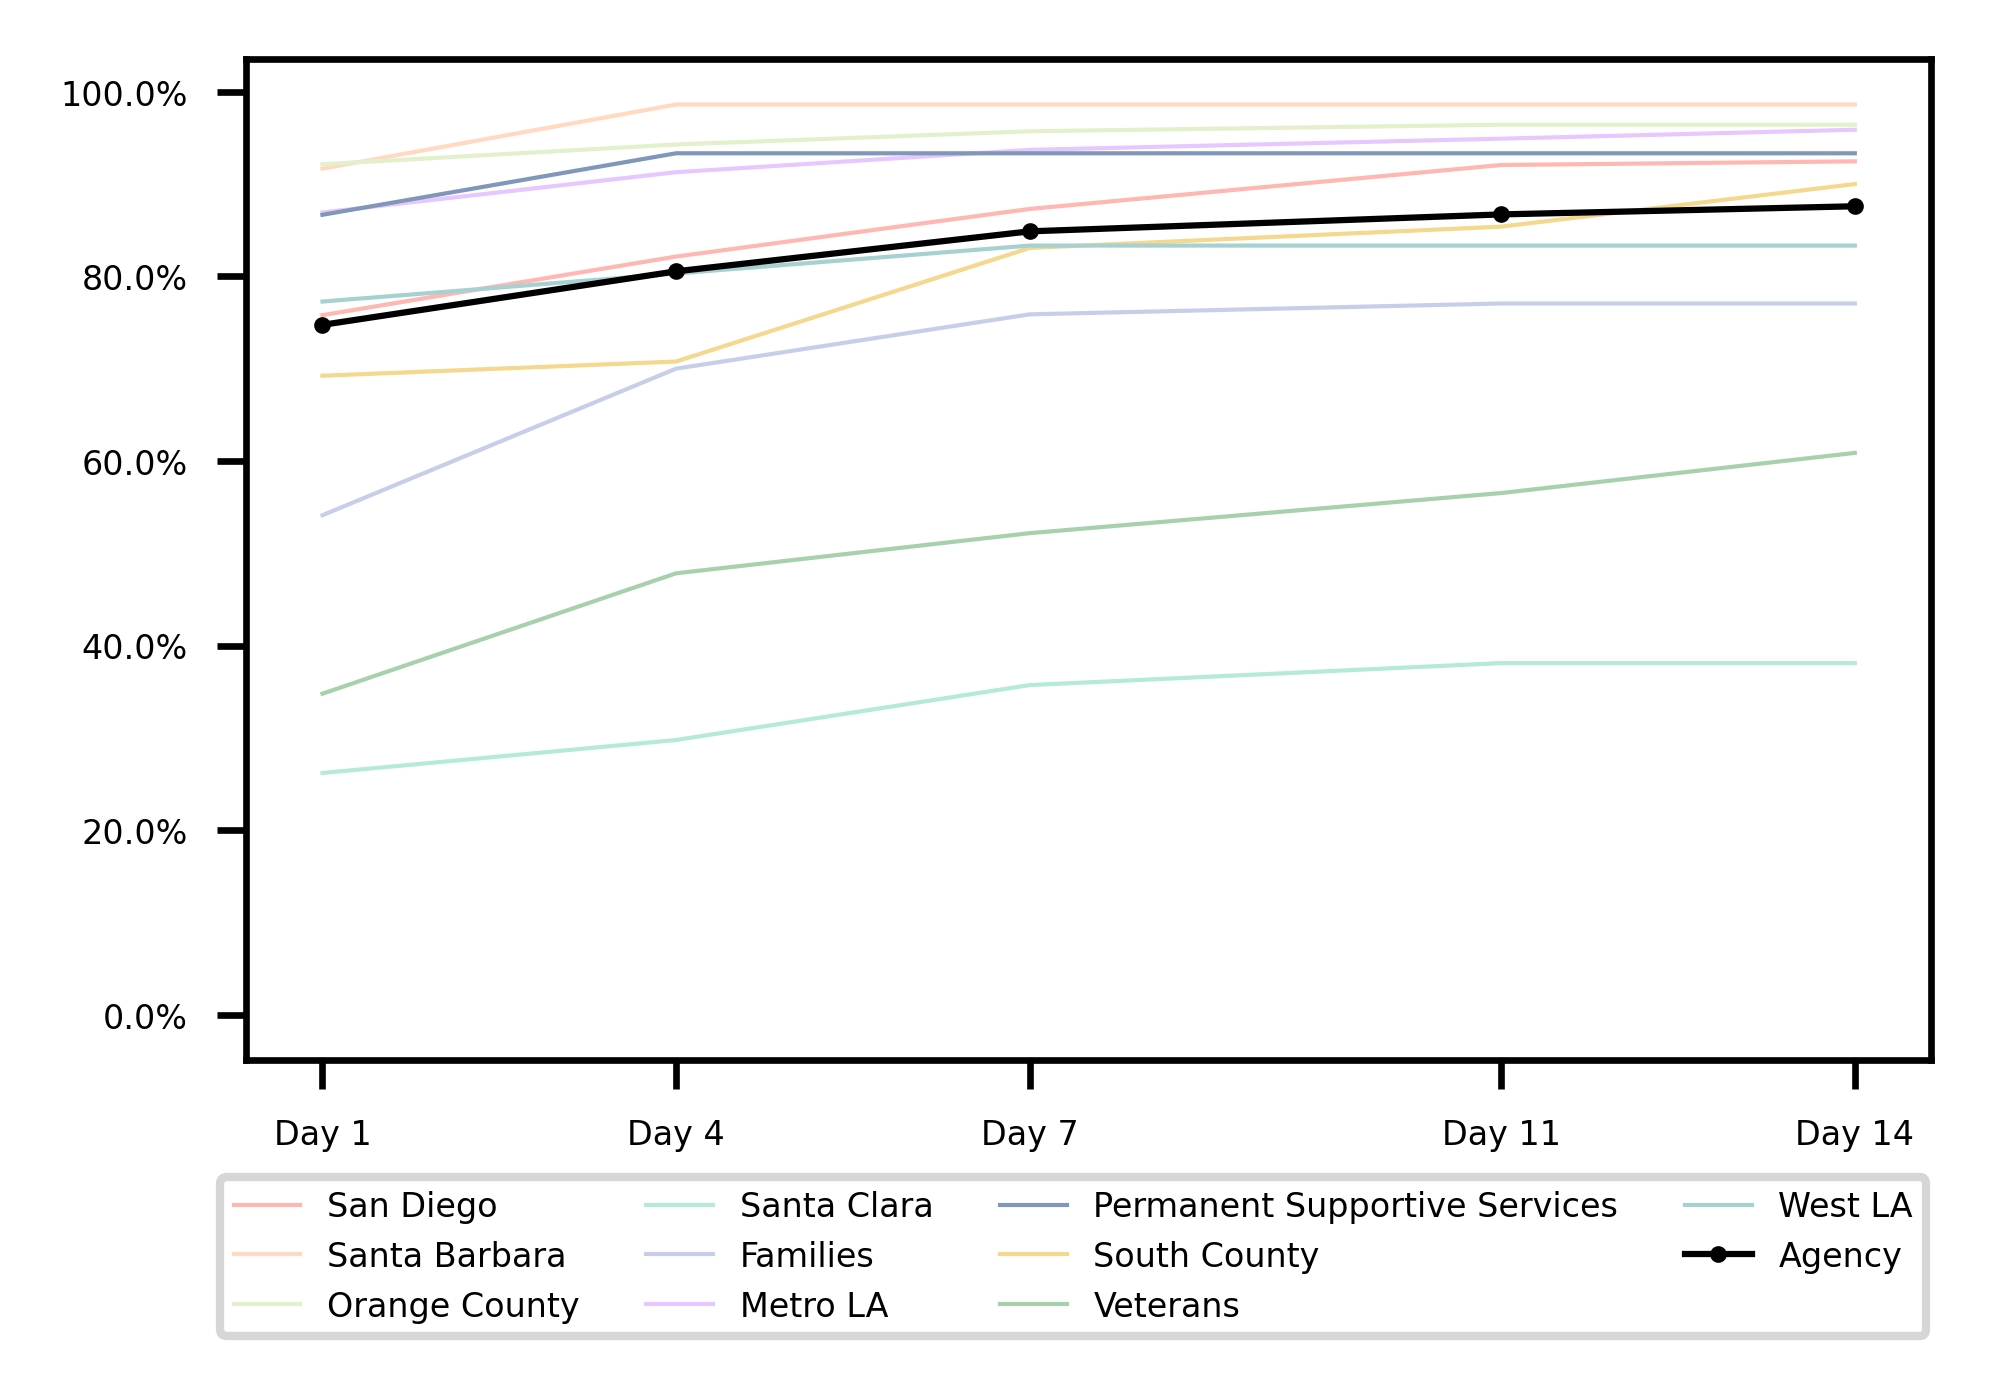 100.0%
80.0%
60.0%
40.0%
20.0%
0.0%
Day 1 Day 4 Day 7 Day 11 Day 14
San Diego Santa Clara Permanent Supportive Services West LA
Santa Barbara Families South County Agency
Orange County Metro LA Veterans